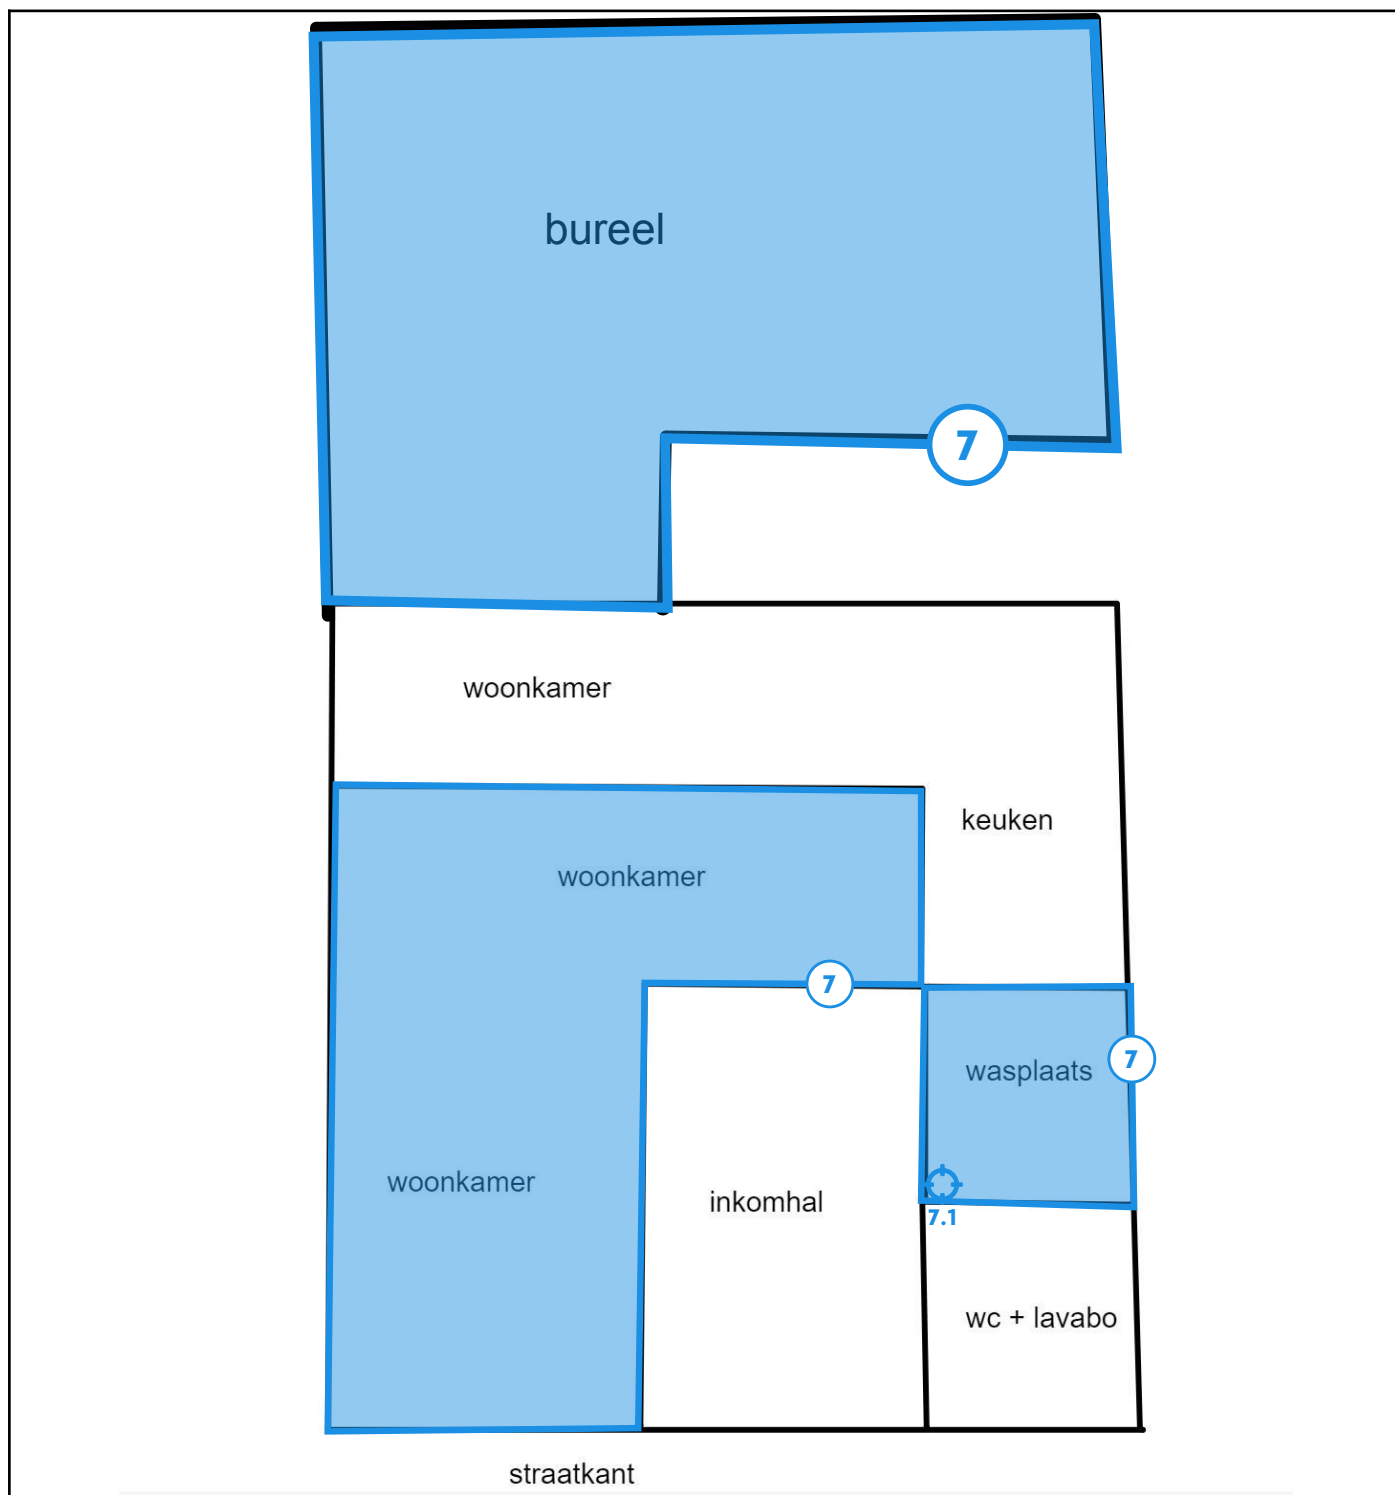 bureel
7
woonkamer
keuken
woonkamer
7
wasplaats
7
woonkamer
inkomhal
7.1
wc + lavabo
straatkant